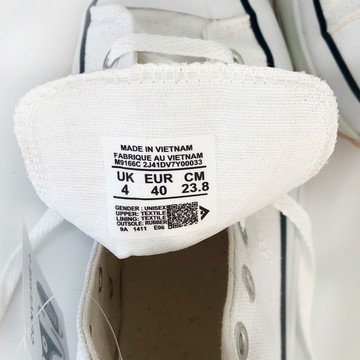 MADE IN VIETNAM
FABRIQUE AU VIETNAM
M9166C 2J41DV7Y00033
UK EUR CM
4 40 23.8
GENDER: UNISEX
UPPER: TEXTILE
LINING: TEXTILE
OUTSOLE: RUBBER
9A 1411 E06